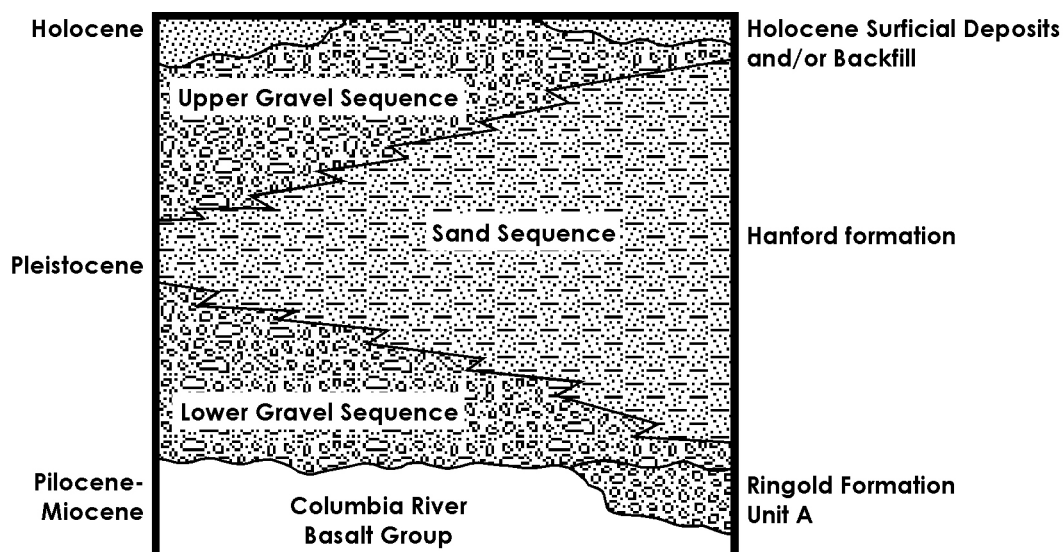 Holocene
Holocene Surficial Deposits
and/or Backfill
Upper Gravel Sequence
Sand Sequence
Hanford formation
Pleistocene
Lower Gravel Sequence
Pilocene-
Miocene
Columbia River
Basalt Group
Ringold Formation
Unit A